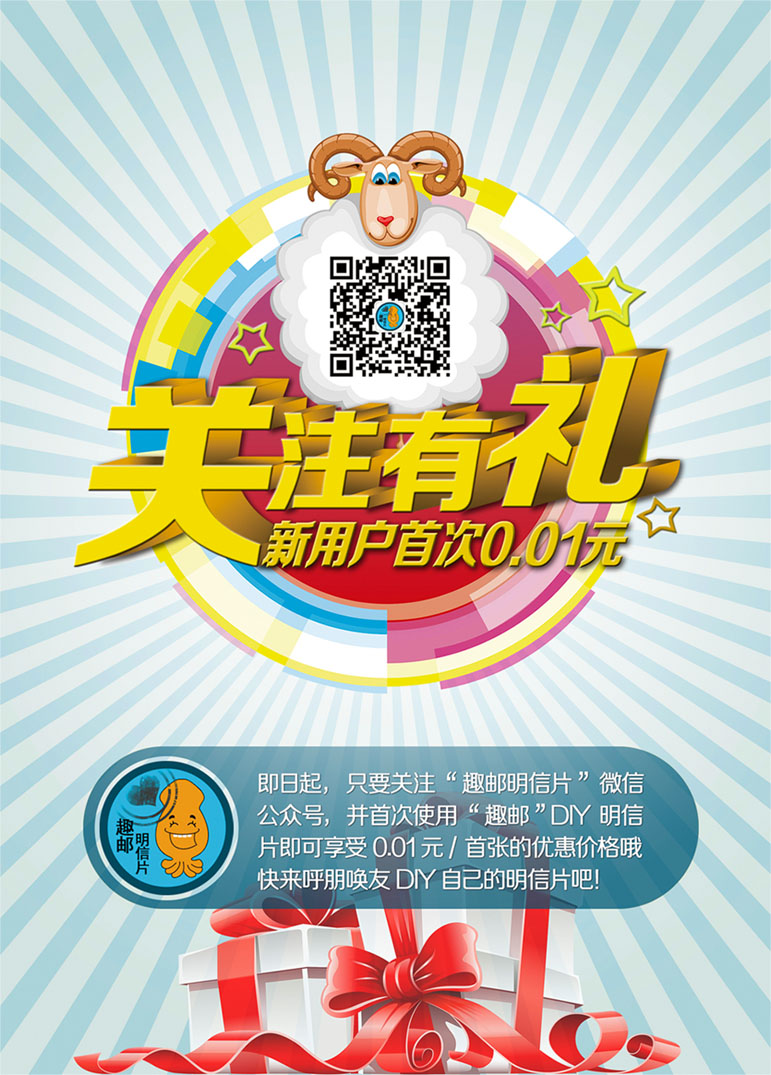 关注有礼
新用户首次0.01元
趣邮
明信片
即日起，只要关注“趣邮明信片”微信
公众号，并首次使用“趣邮”DIY 明信
片即可享受 0.01元 / 首张的优惠价格哦
快来呼朋唤友 DIY 自己的明信片吧！